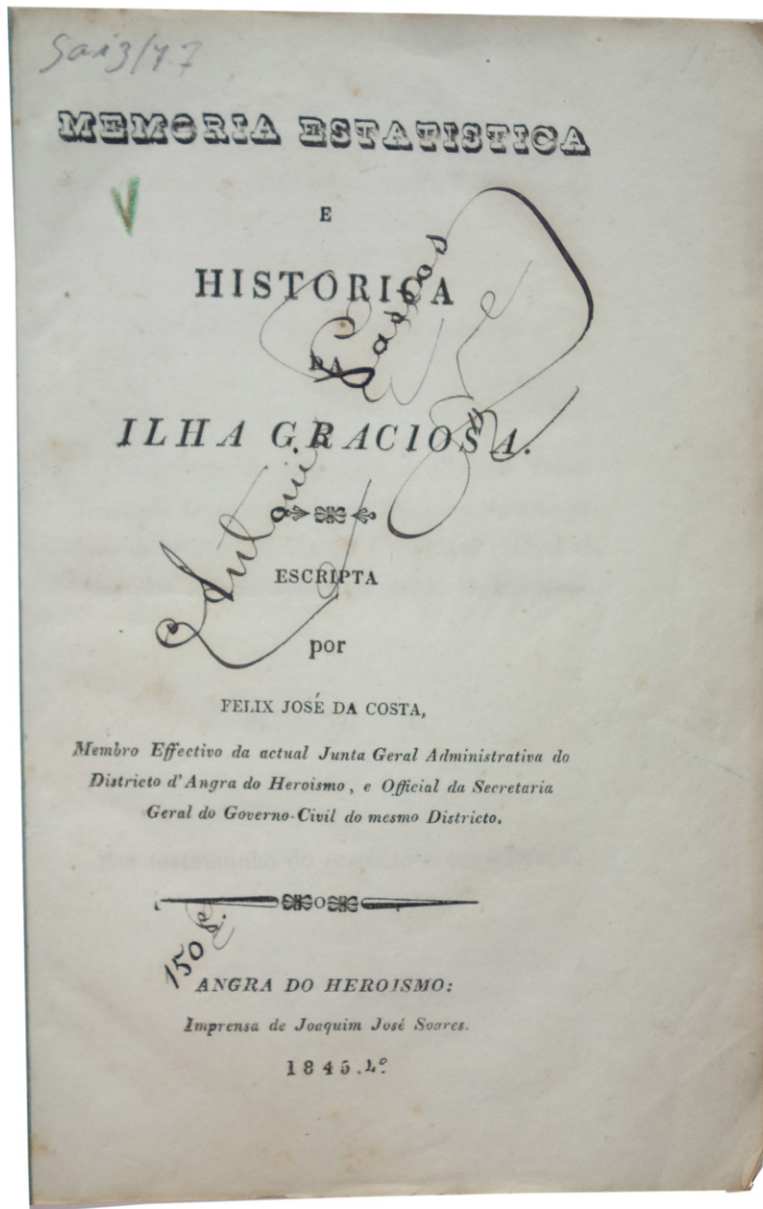 MEMORIA ESTATISTICA
E
HISTORICA
DA
ILHA GRACIOSA.
ESCRIPTA
por
FELIX JOSÉ DA COSTA,
Membro Effectivo da actual Junta Geral Administrativa do
Districto d'Angra do Heroismo, e Official da Secretaria
Geral do Governo-Civil do mesmo Districto.
150
ANGRA DO HEROISMO:
Imprensa de Joaquim José Soares.
1845. 4.º